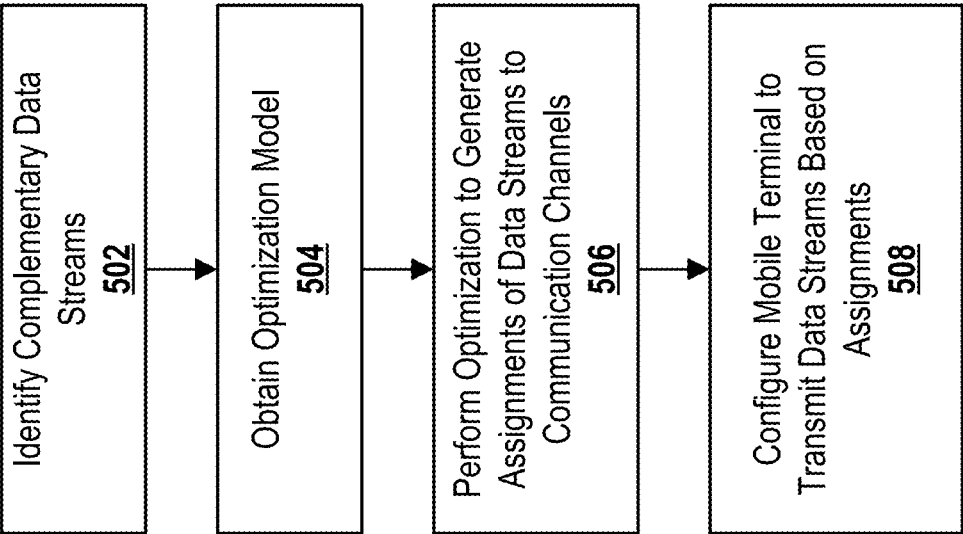 Identify Complementary Data
Streams
502
Obtain Optimization Model
504
Perform Optimization to Generate
Assignments of Data Streams to
Communication Channels
506
Configure Mobile Terminal to
Transmit Data Streams Based on
Assignments
508